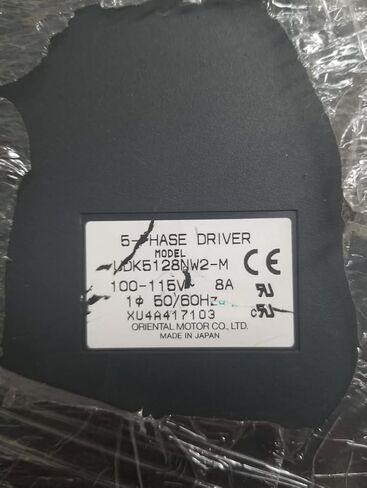 5-PHASE DRIVER
MODEL
UDK5128NW2-M
CE
100-115V 8A
1φ 50/60Hz
XU4A417103
c
ORIENTAL MOTOR CO., LTD.
MADE IN JAPAN